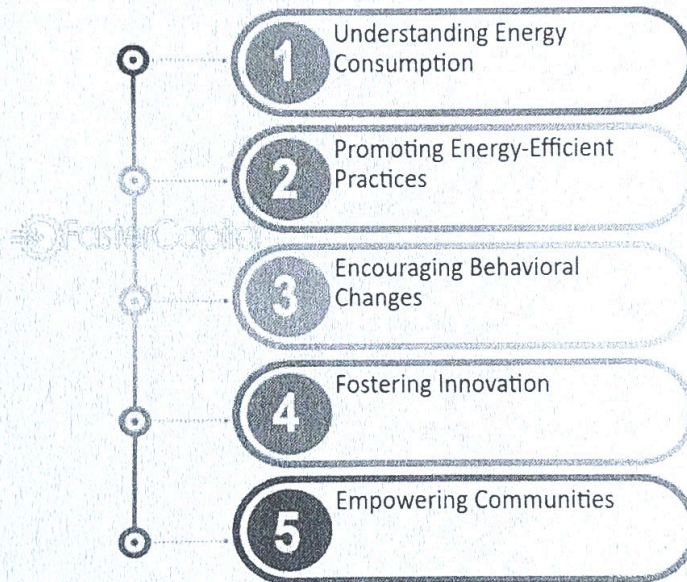 1
Understanding Energy
Consumption
2
Promoting Energy-Efficient
Practices
FasterCapital
3
Encouraging Behavioral
Changes
4
Fostering Innovation
5
Empowering Communities